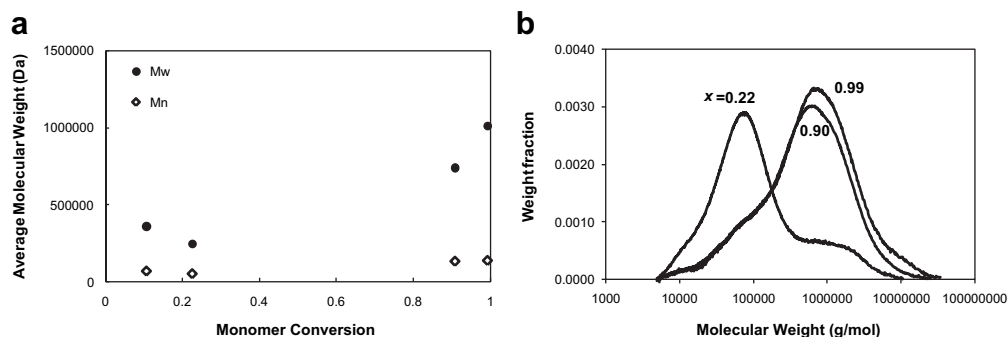 a
Average Molecular Weight (Da)
1500000
1000000
500000
0
Mw
Mn
0 0.2 0.4 0.6 0.8 1
Monomer Conversion
b
Weight fraction
0.0040
0.0030
0.0020
0.0010
0.0000
x=0.22
0.99
0.90
1000 10000 100000 1000000 10000000 100000000
Molecular Weight (g/mol)